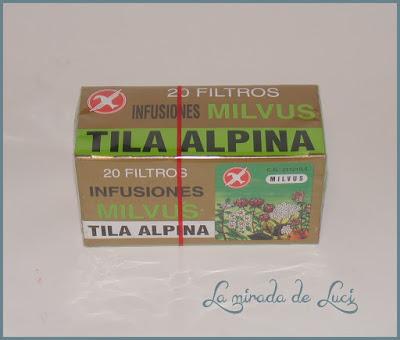 20 FILTROS
INFUSIONES MILVUS
TILA ALPINA
20 FILTROS
INFUSIONES
MILVUS
TILA ALPINA
MILVUS
La mirada de Luci